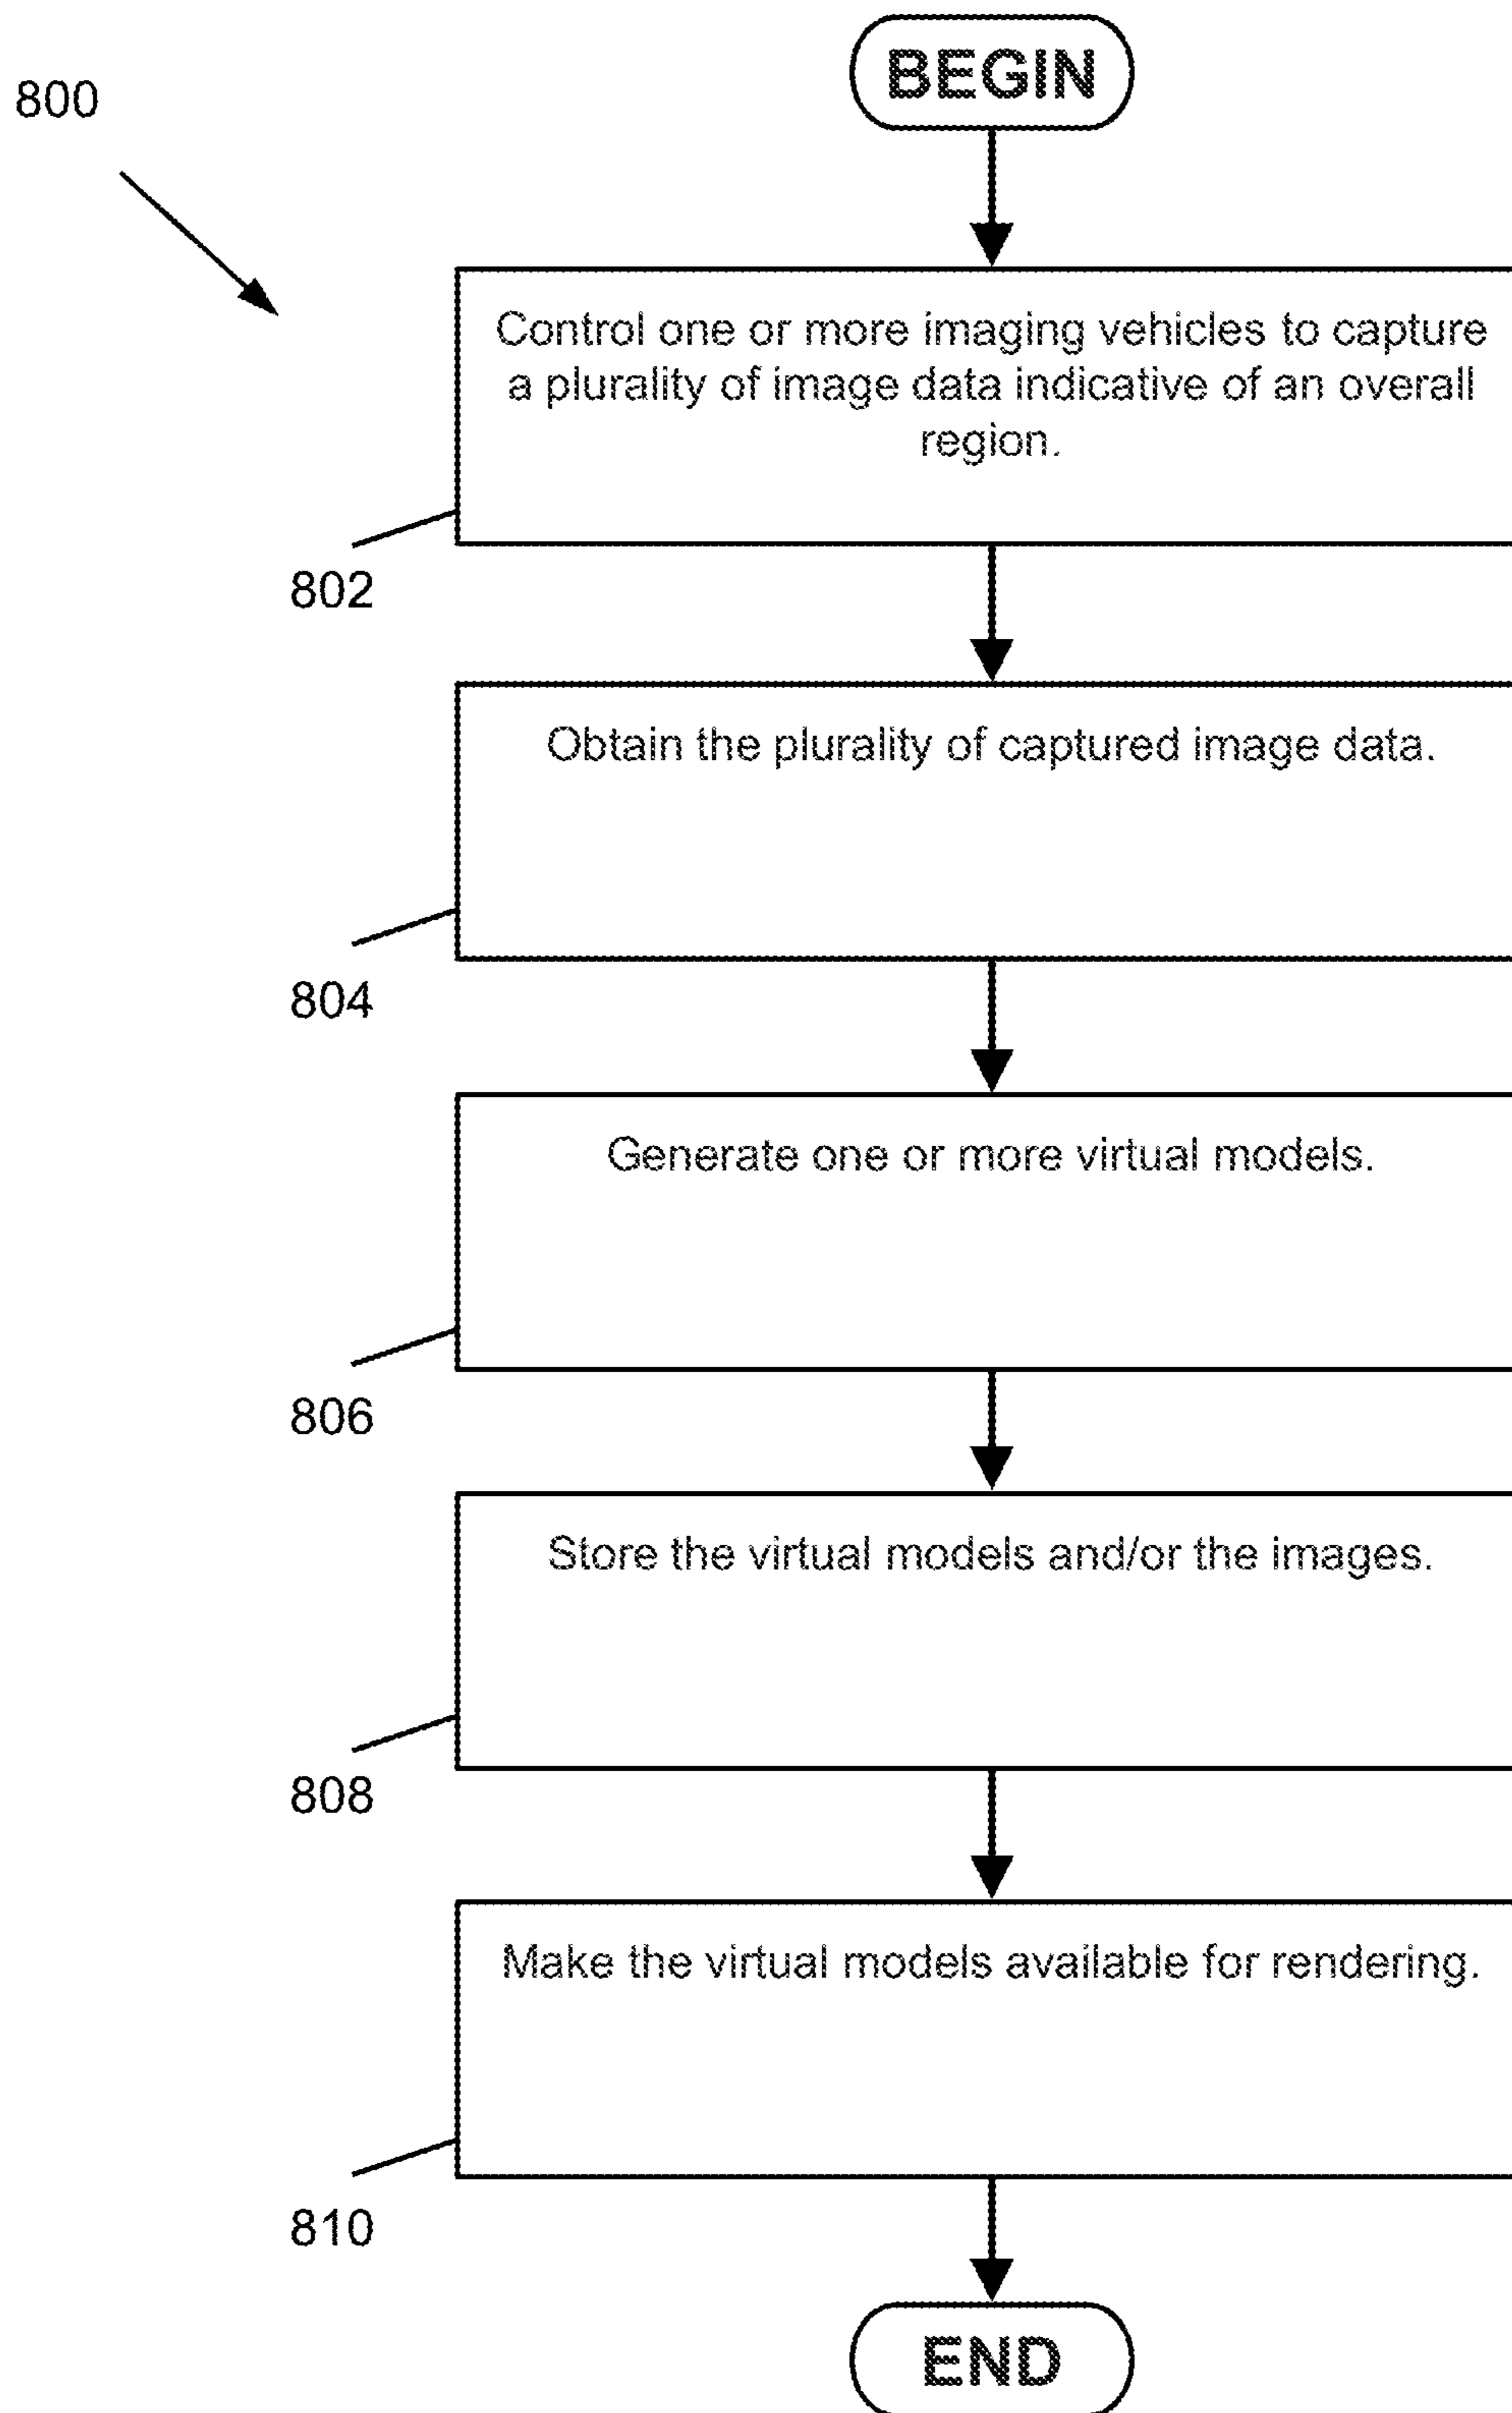 BEGIN
800
Control one or more imaging vehicles to capture
a plurality of image data indicative of an overall
region.
802
Obtain the plurality of captured image data.
804
Generate one or more virtual models.
806
Store the virtual models and/or the images.
808
Make the virtual models available for rendering.
810
END